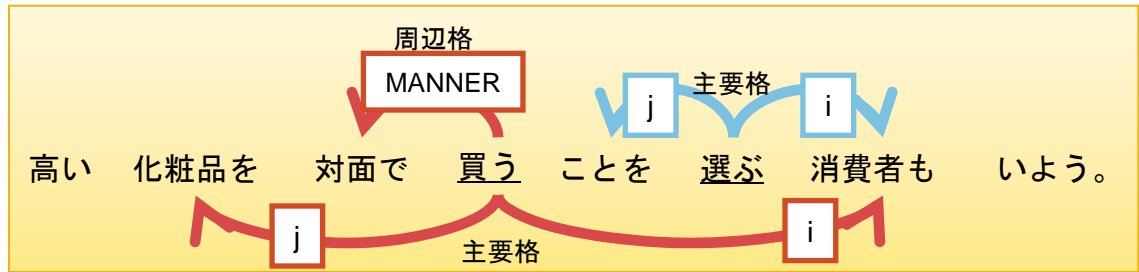 周辺格
MANNER
主要格
j
i
高い 化粧品を 対面で 買う ことを 選ぶ 消費者も いよう。
j
i
主要格